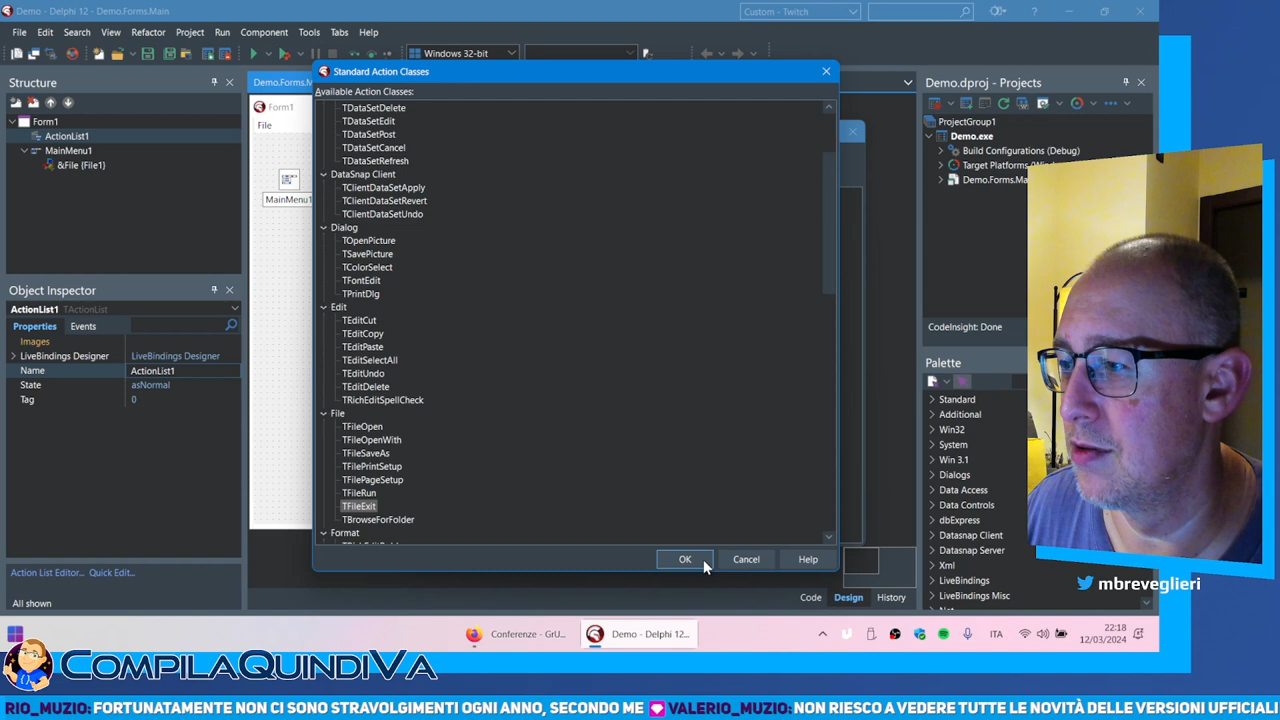 Demo - Delphi 12 - Demo.Forms.Main
Custom - Twitch
File Edit Search View Refactor Project Run Component Tools Tabs Help
Windows 32-bit
Structure
Form1
ActionList1
MainMenu1
&File (File1)
Object Inspector
ActionList1 TActionList
Properties Events
Images
LiveBindings Designer LiveBindings Designer
Name ActionList1
State asNormal
Tag 0
Action List Editor... Quick Edit...
All shown
Demo.Forms.M
Form1
File
MainMenu1
Standard Action Classes
Available Action Classes:
TDataSetDelete
TDataSetEdit
TDataSetPost
TDataSetCancel
TDataSetRefresh
DataSnap Client
TClientDataSetApply
TClientDataSetRevert
TClientDataSetUndo
Dialog
TOpenPicture
TSavePicture
TColorSelect
TFontEdit
TPrintDlg
Edit
TEditCut
TEditCopy
TEditPaste
TEditSelectAll
TEditUndo
TEditDelete
TRichEditSpellCheck
File
TFileOpen
TFileOpenWith
TFileSaveAs
TFilePrintSetup
TFilePageSetup
TFileRun
TFileExit
TBrowseForFolder
Format
OK Cancel Help
Code Design History
Demo.dproj - Projects
ProjectGroup1
Demo.exe
Build Configurations (Debug)
Target Platforms (Win
Demo.Forms.Ma
CodeInsight: Done
Palette
Standard
Additional
Win32
System
Win 3.1
Dialogs
Data Access
Data Controls
dbExpress
Datasnap Client
Datasnap Server
Xml
LiveBindings
LiveBindings Misc
mbreveglieri
Conferenze - GrU...
Demo - Delphi 12...
ITA
22:18
12/03/2024
COMPILAQUINDIVA
RIO_MUZIO: FORTUNATAMENTE NON CI SONO STRAVOLGIMENTI OGNI ANNO, SECONDO ME VALERIO_MUZIO: NON RIESCO A VEDERE TUTTE LE NOVITÀ DELLE VERSIONI UFFICIALI